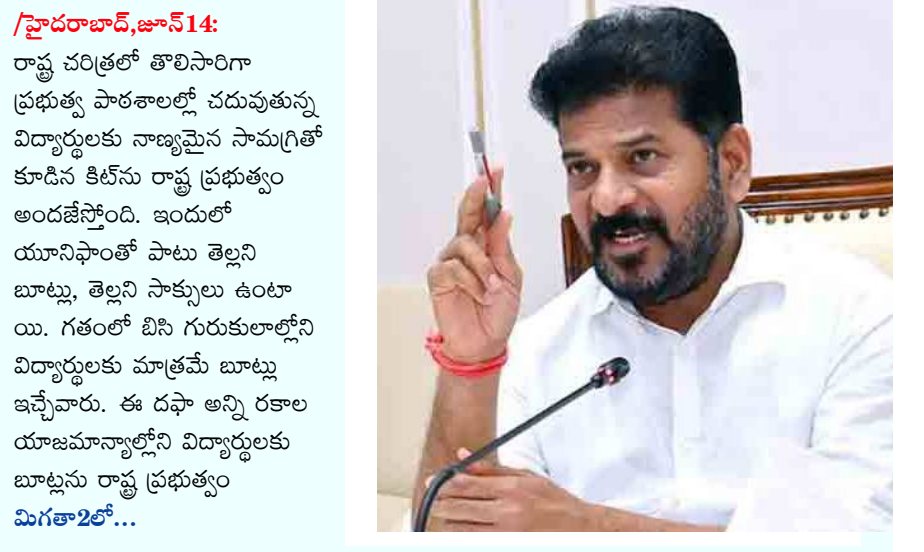 /హైదరాబాద్,జూన్14:
రాష్ట్ర చరిత్రలో తొలిసారిగా
ప్రభుత్వ పాఠశాలల్లో చదువుతున్న
విద్యార్థులకు నాణ్యమైన సామగ్రితో
కూడిన కిట్‌ను రాష్ట్ర ప్రభుత్వం
అందజేస్తోంది. ఇందులో
యూనిఫాంతో పాటు తెల్లని
బూట్లు, తెల్లని సాక్సులు ఉంటా
యి. గతంలో బిసి గురుకులాల్లోని
విద్యార్థులకు మాత్రమే బూట్లు
ఇచ్చేవారు. ఈ దఫా అన్ని రకాల
యాజమాన్యాల్లోని విద్యార్థులకు
బూట్లను రాష్ట్ర ప్రభుత్వం
మిగతా2లో...